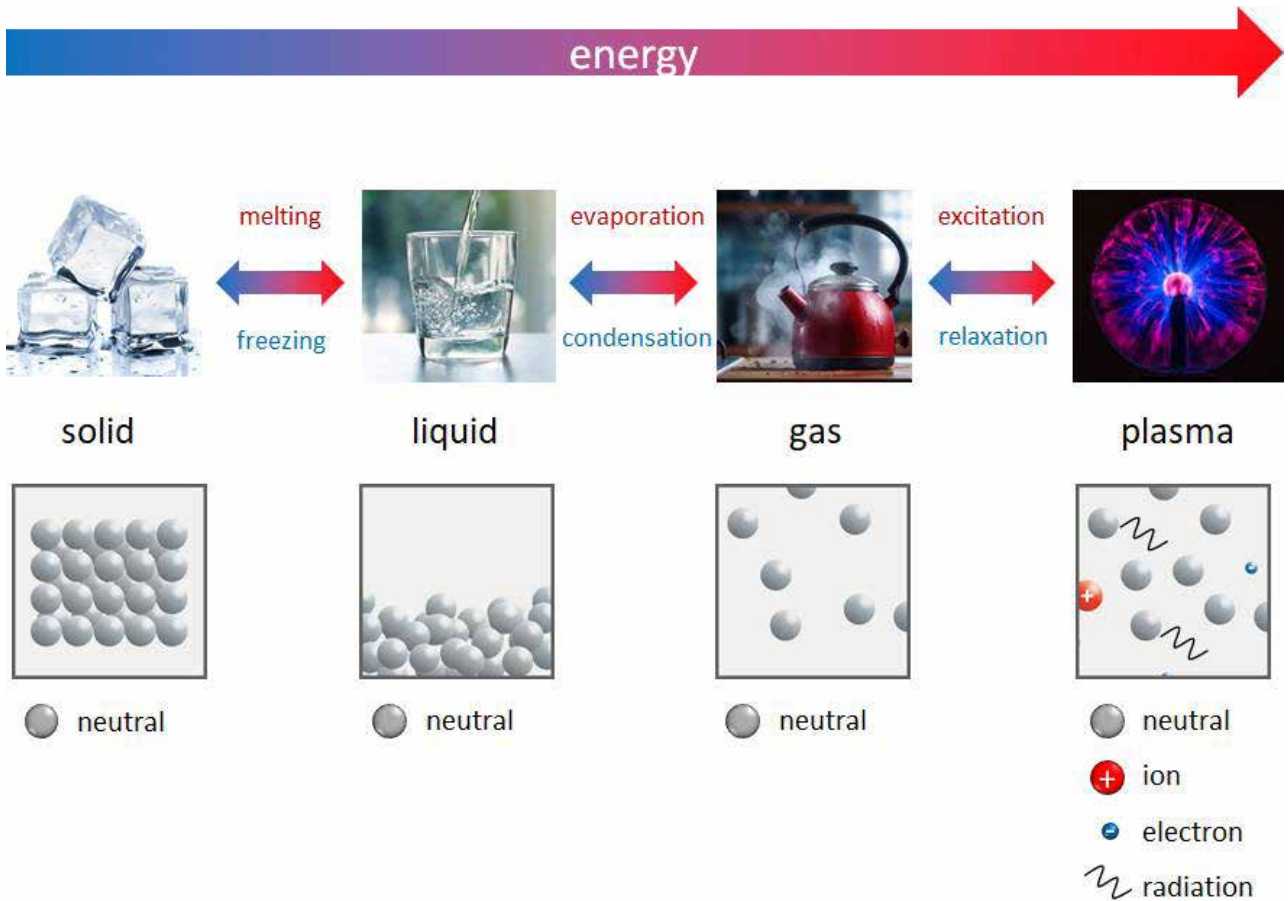 energy
melting
freezing
evaporation
condensation
excitation
relaxation
solid
liquid
gas
plasma
+
neutral
neutral
neutral
neutral
+ ion
- electron
radiation